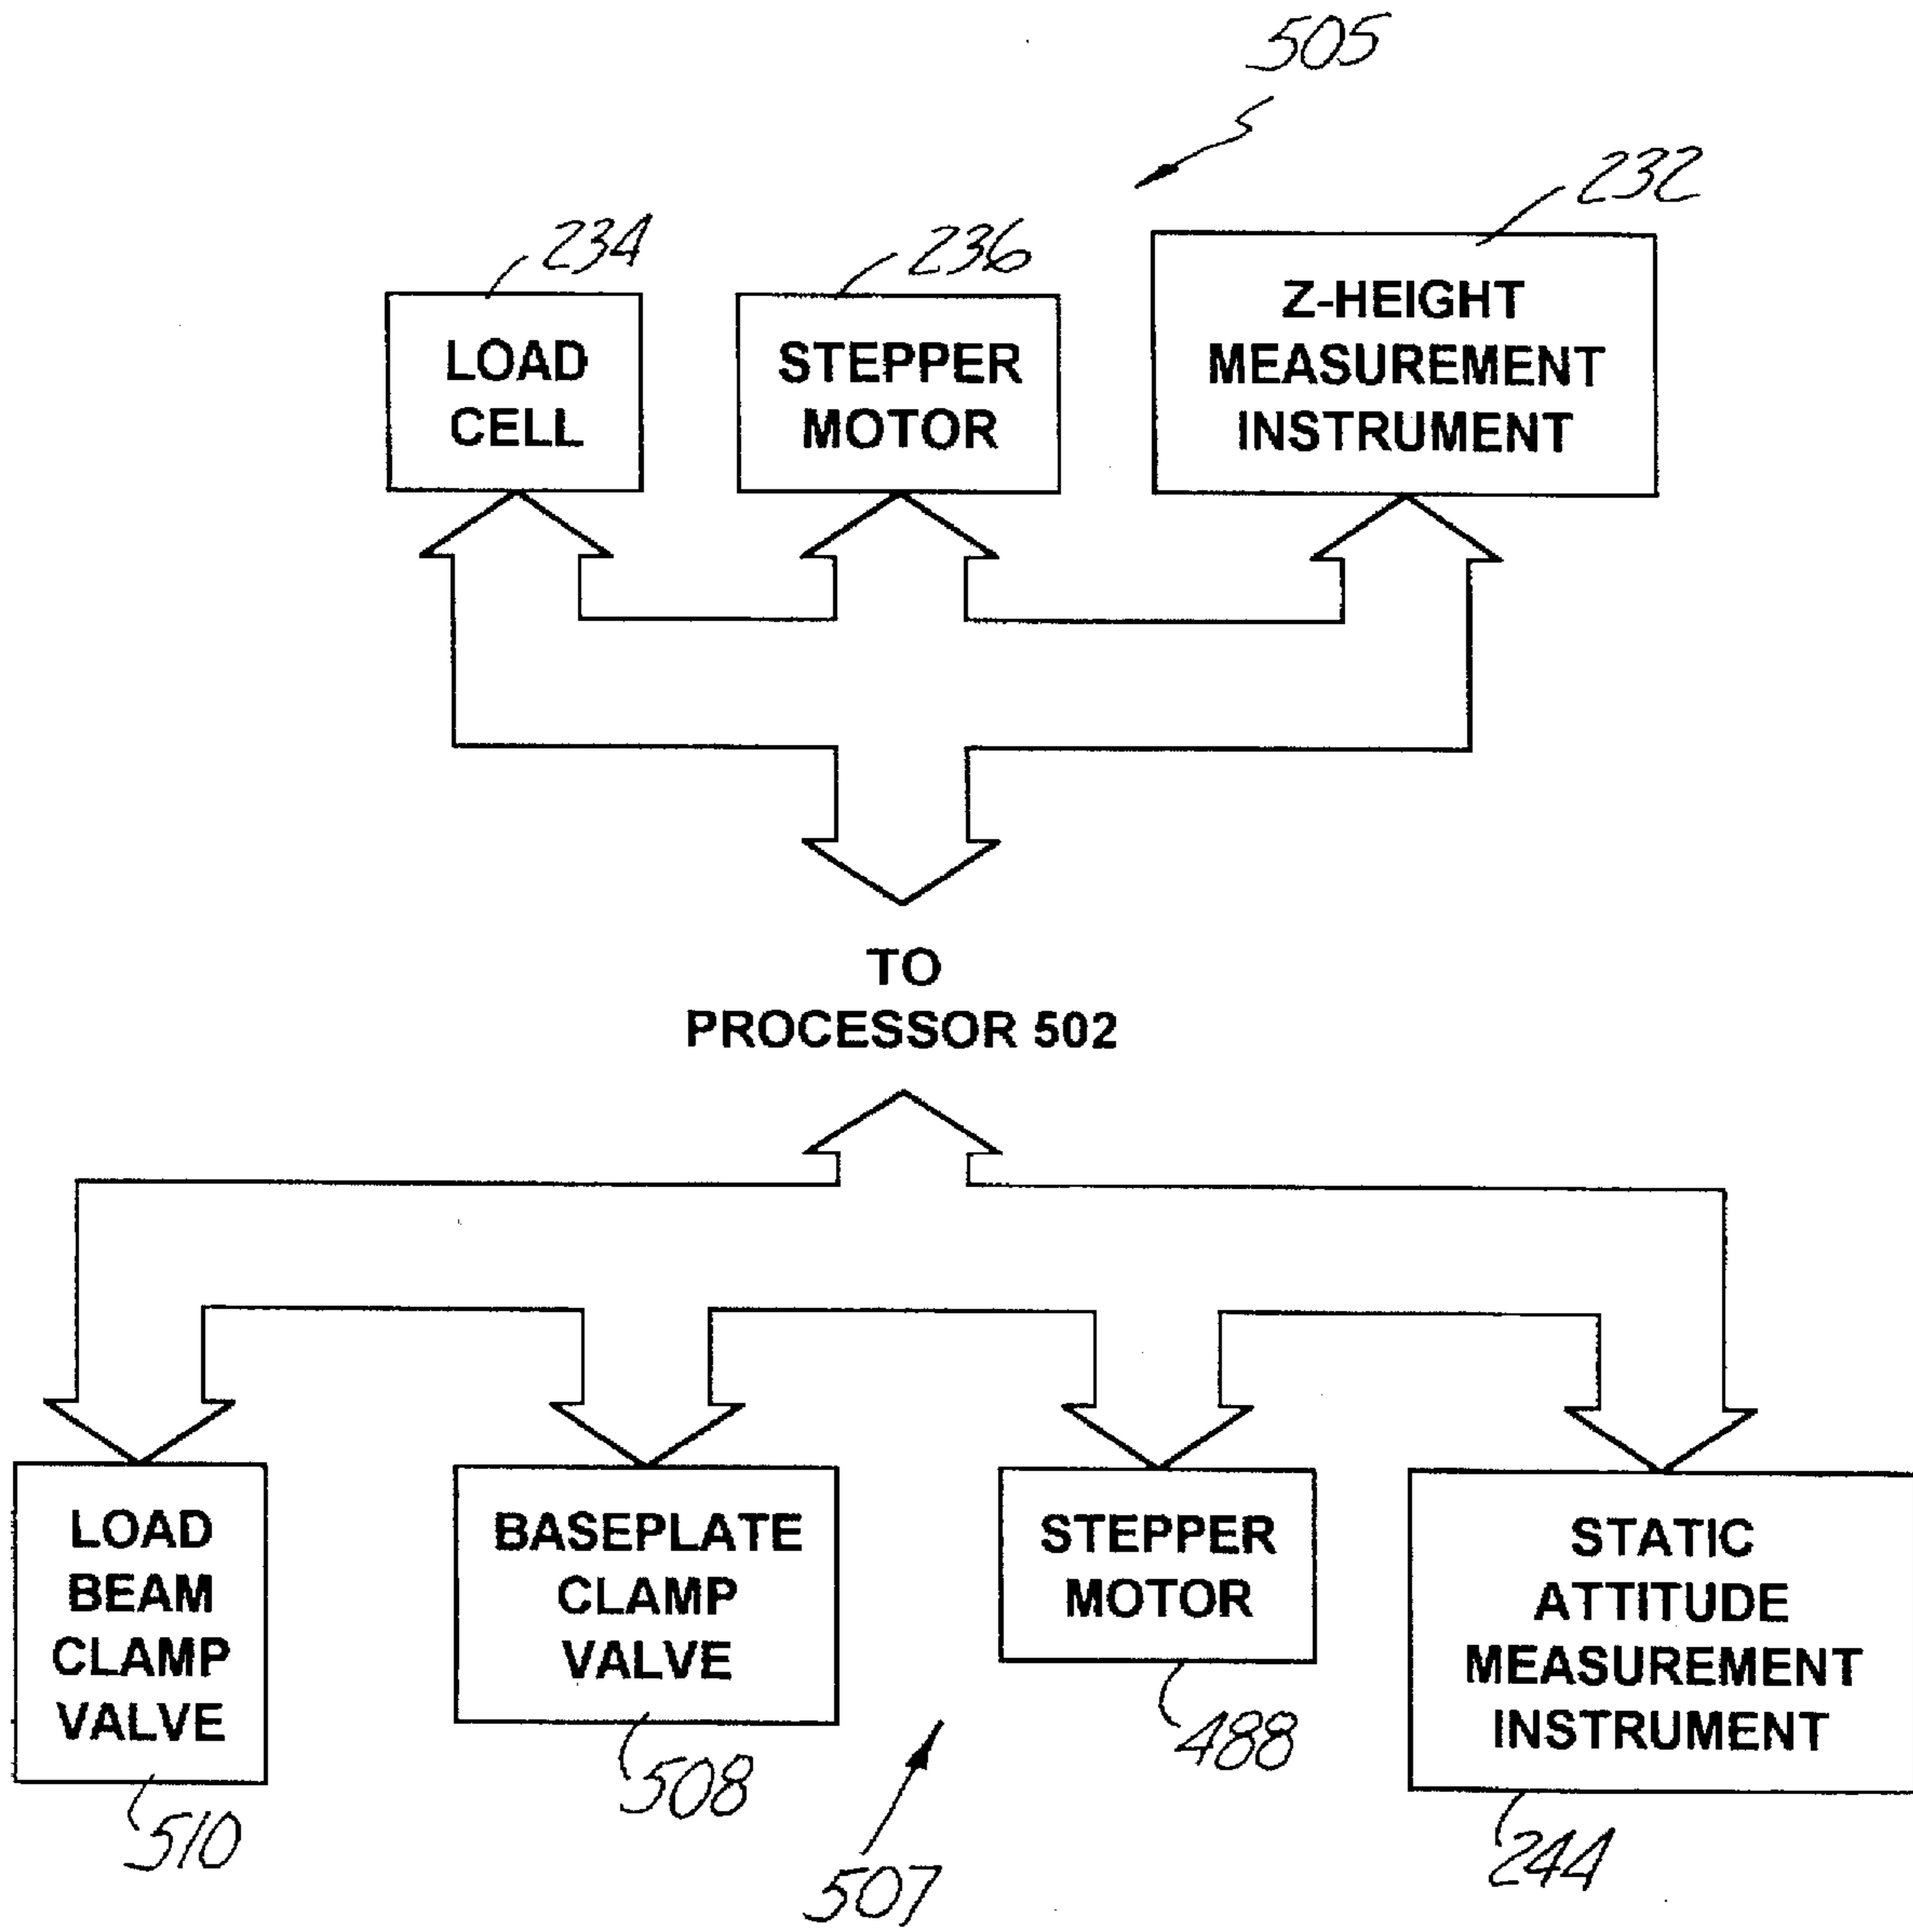 505
234
236
232
LOAD
CELL
STEPPER
MOTOR
Z-HEIGHT
MEASUREMENT
INSTRUMENT
TO
PROCESSOR 502
LOAD
BEAM
CLAMP
VALVE
BASEPLATE
CLAMP
VALVE
STEPPER
MOTOR
STATIC
ATTITUDE
MEASUREMENT
INSTRUMENT
510
508
507
488
244